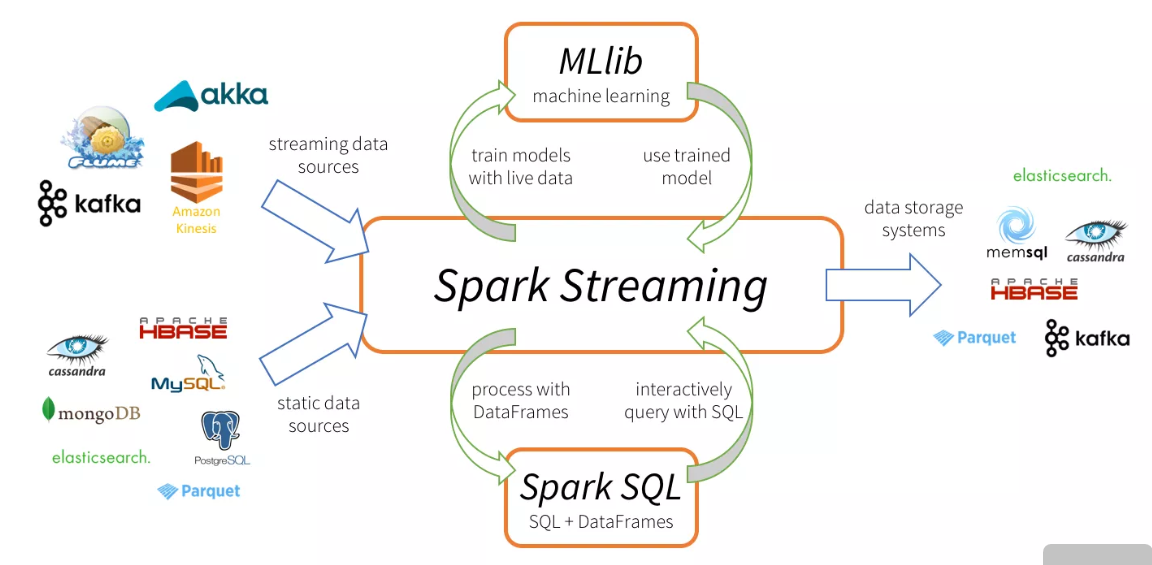 MLlib
machine learning
akka
FLUME
kafka
Amazon
Kinesis
streaming data
sources
train models
with live data
use trained
model
Spark Streaming
data storage
systems
elasticsearch.
memsql
cassandra
APACHE
HBASE
Parquet
kafka
APACHE
HBASE
cassandra
MySQL®
mongoDB
PostgreSQL
elasticsearch.
Parquet
static data
sources
process with
DataFrames
interactively
query with SQL
Spark SQL
SQL + DataFrames